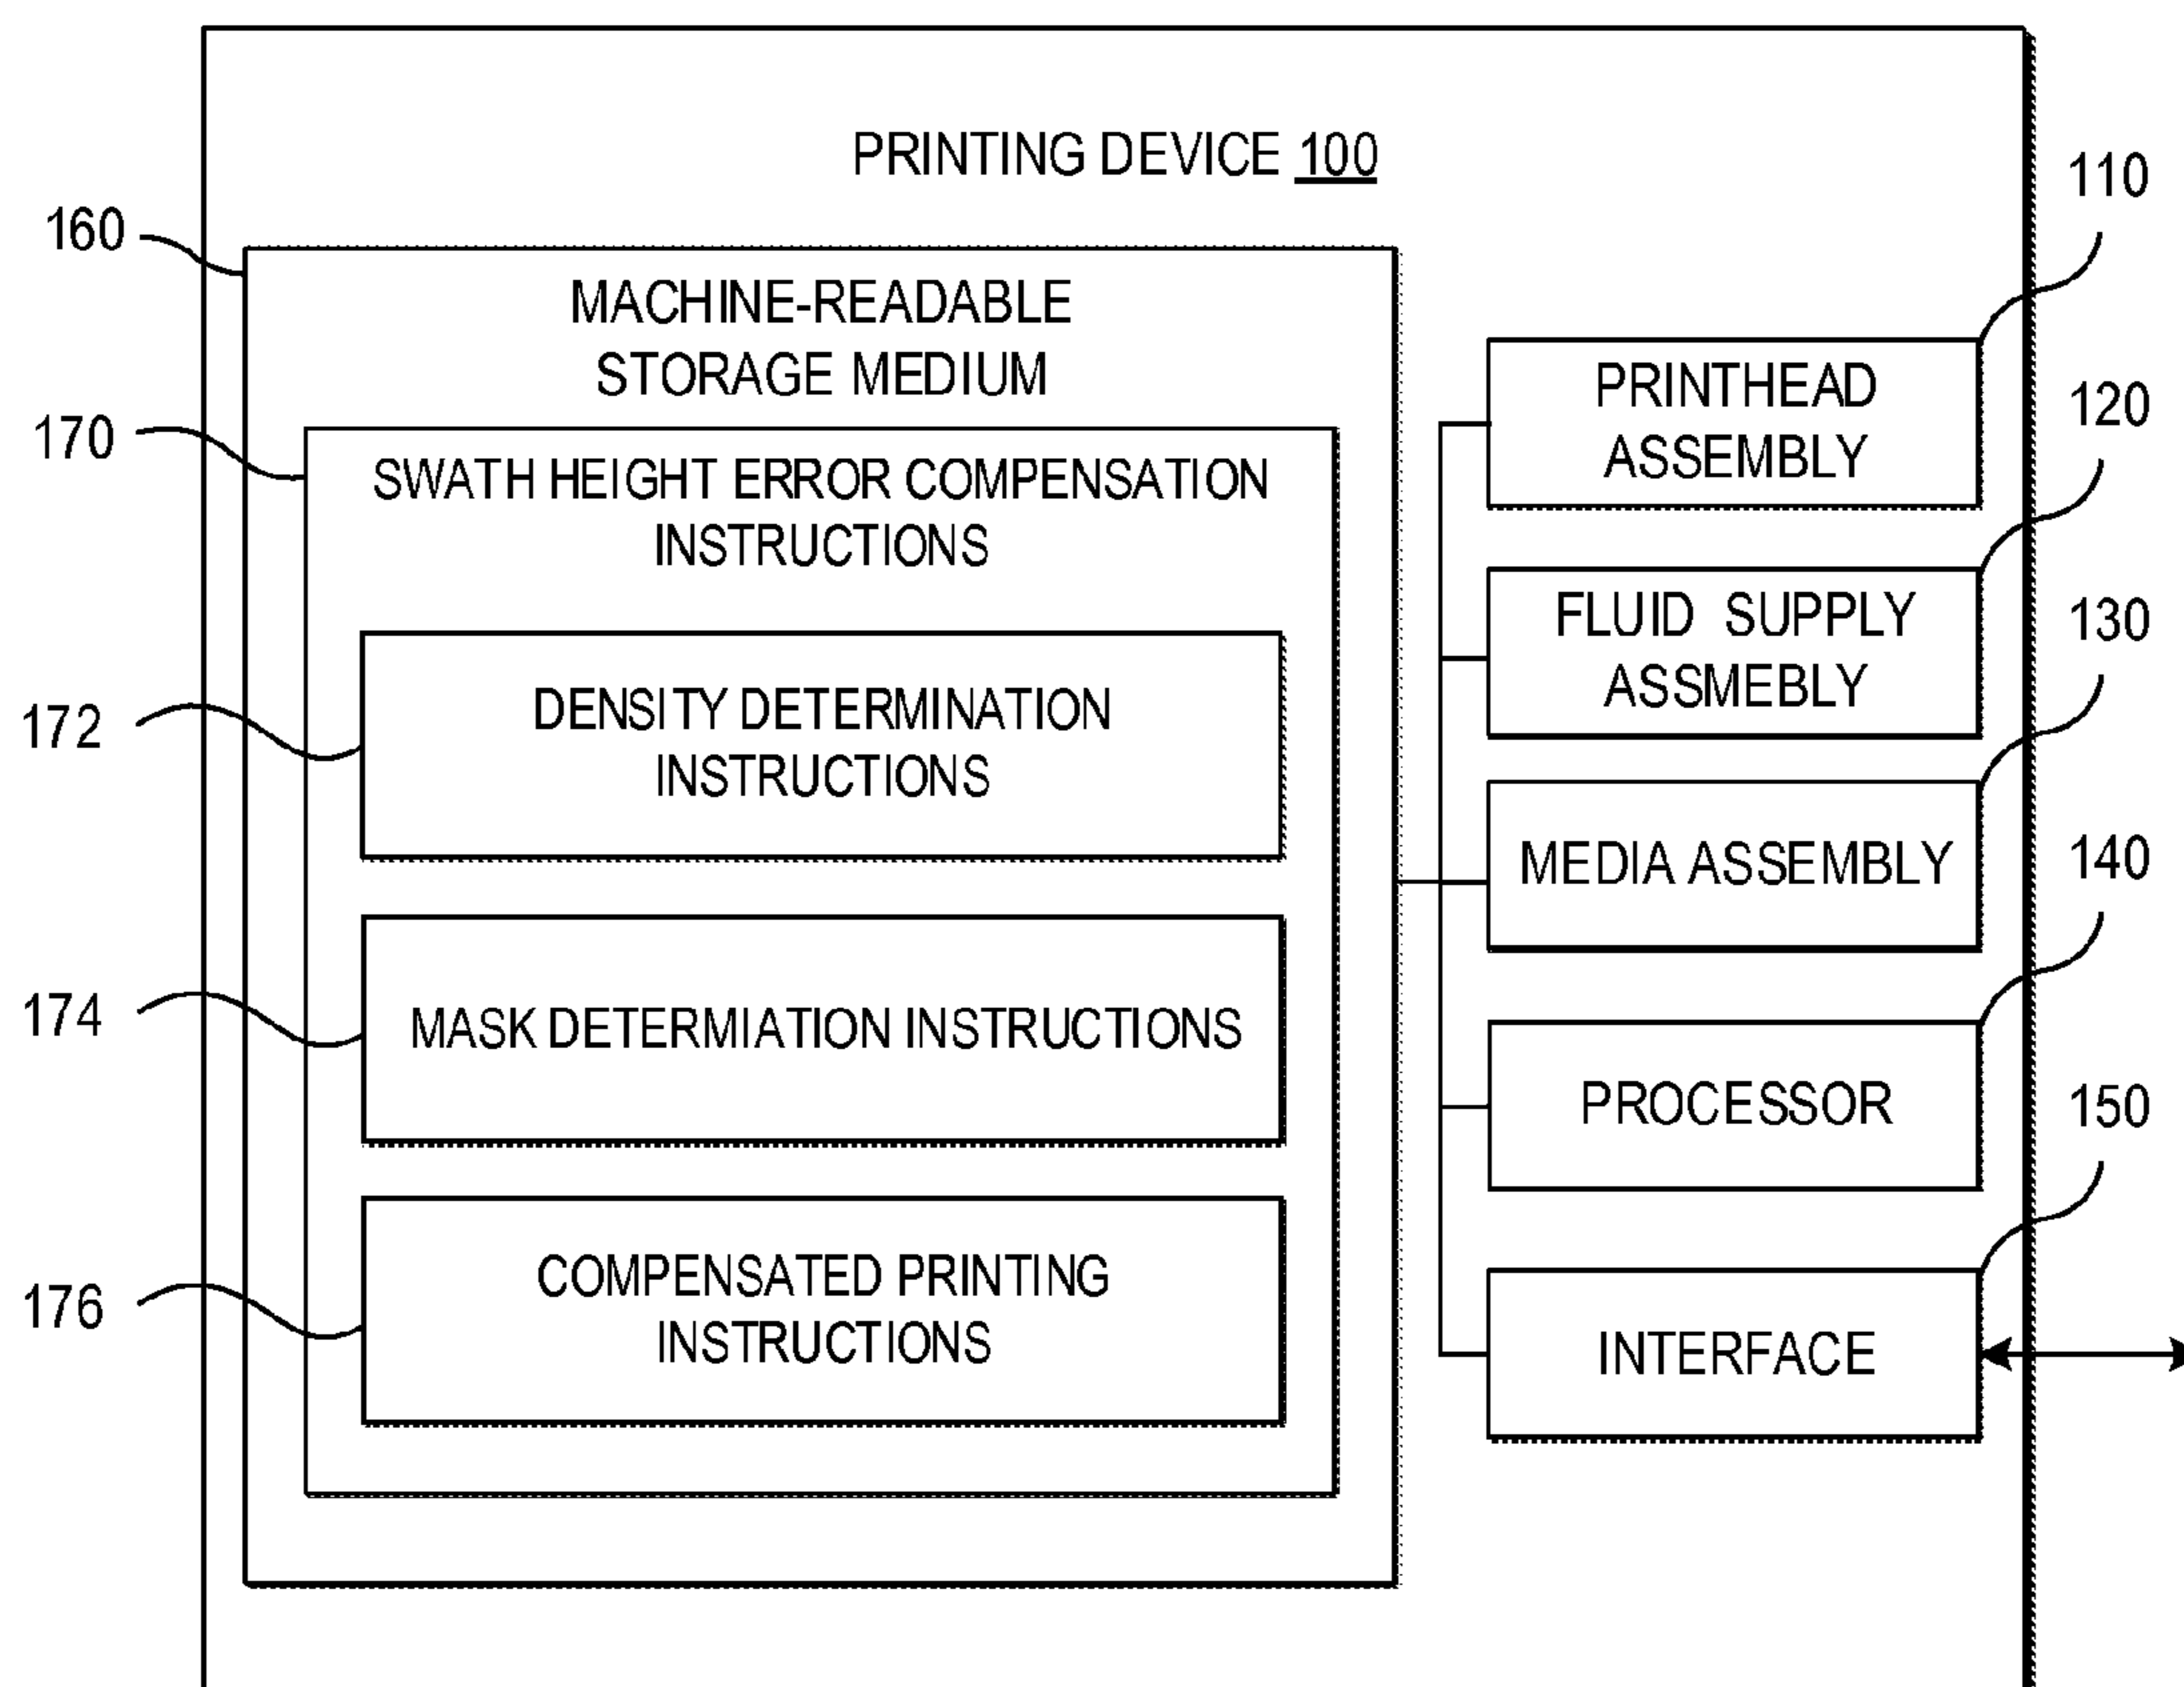 PRINTING DEVICE 100
160
MACHINE-READABLE
STORAGE MEDIUM
170
SWATH HEIGHT ERROR COMPENSATION
INSTRUCTIONS
172
DENSITY DETERMINATION
INSTRUCTIONS
174
MASK DETERMIATION INSTRUCTIONS
176
COMPENSATED PRINTING
INSTRUCTIONS
110
PRINTHEAD
ASSEMBLY
120
FLUID SUPPLY
ASSMEBLY
130
MEDIA ASSEMBLY
140
PROCESSOR
150
INTERFACE